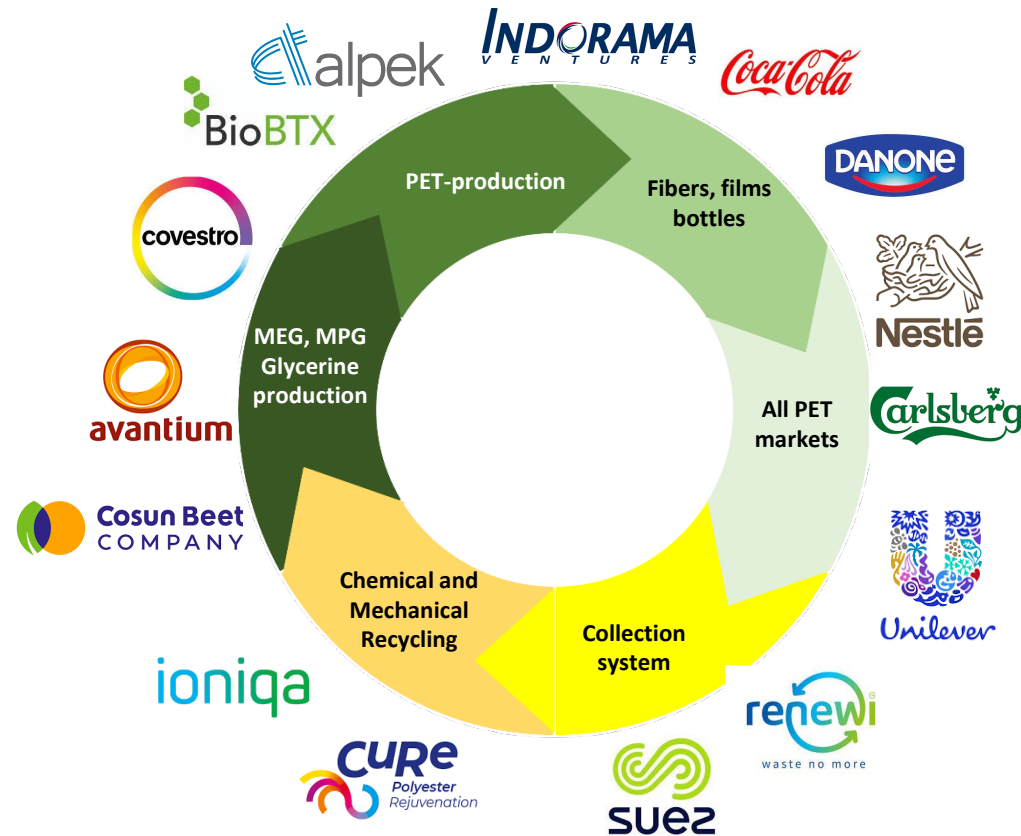 INDORAMA
VENTURES
alpek
Coca-Cola
BioBTX
DANONE
PET-production
Fibers, films
bottles
covestro
Nestlé
MEG, MPG
Glycerine
production
avantium
All PET
markets
Carlsberg
Cosun Beet
COMPANY
Chemical and
Mechanical
Recycling
Collection
system
Unilever
ioniqa
renewi
®
waste no more
CuRe
Polyester
Rejuvenation
suez